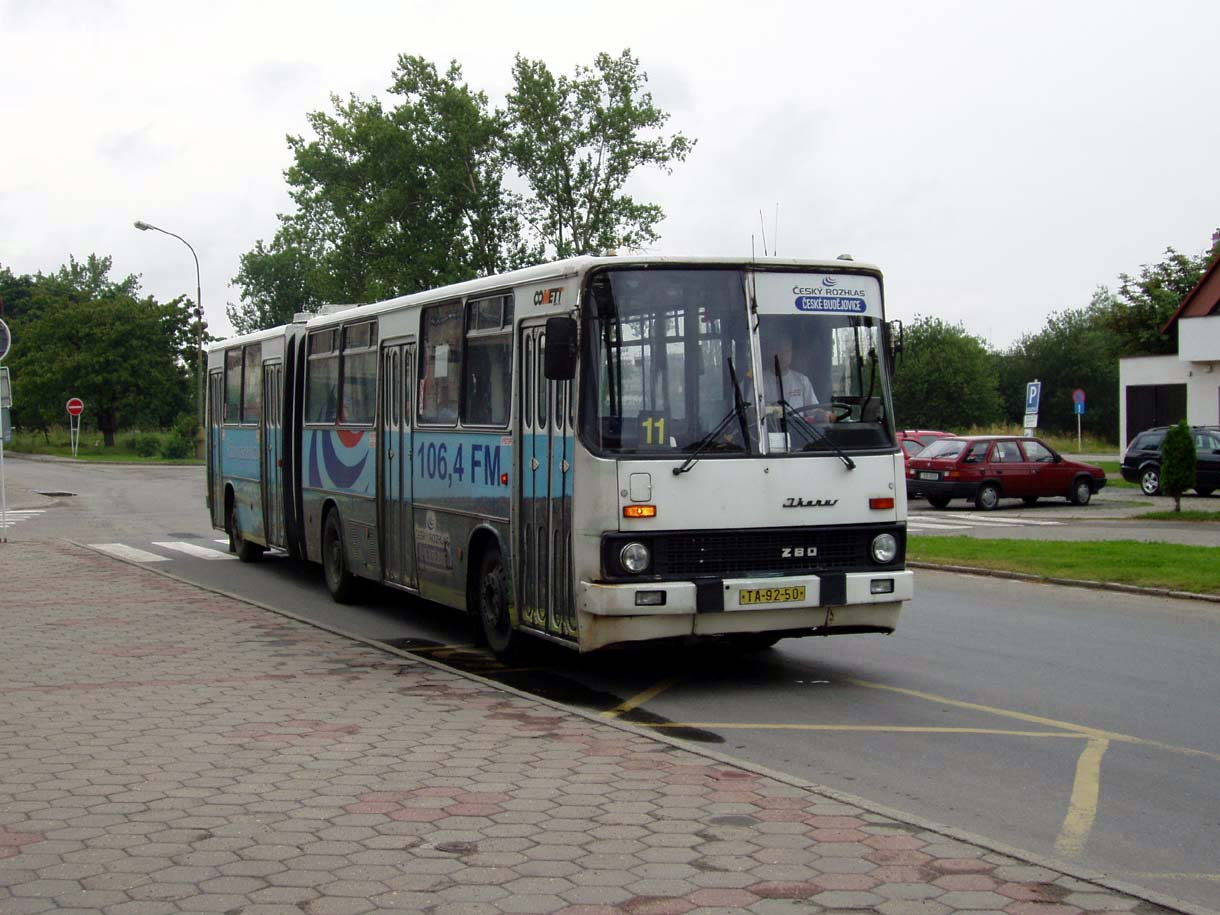 COMETT
ČESKÝ ROZHLAS
ČESKÉ BUDĚJOVICE
11
106,4 FM
Ikarus
280
TA-92-50
P